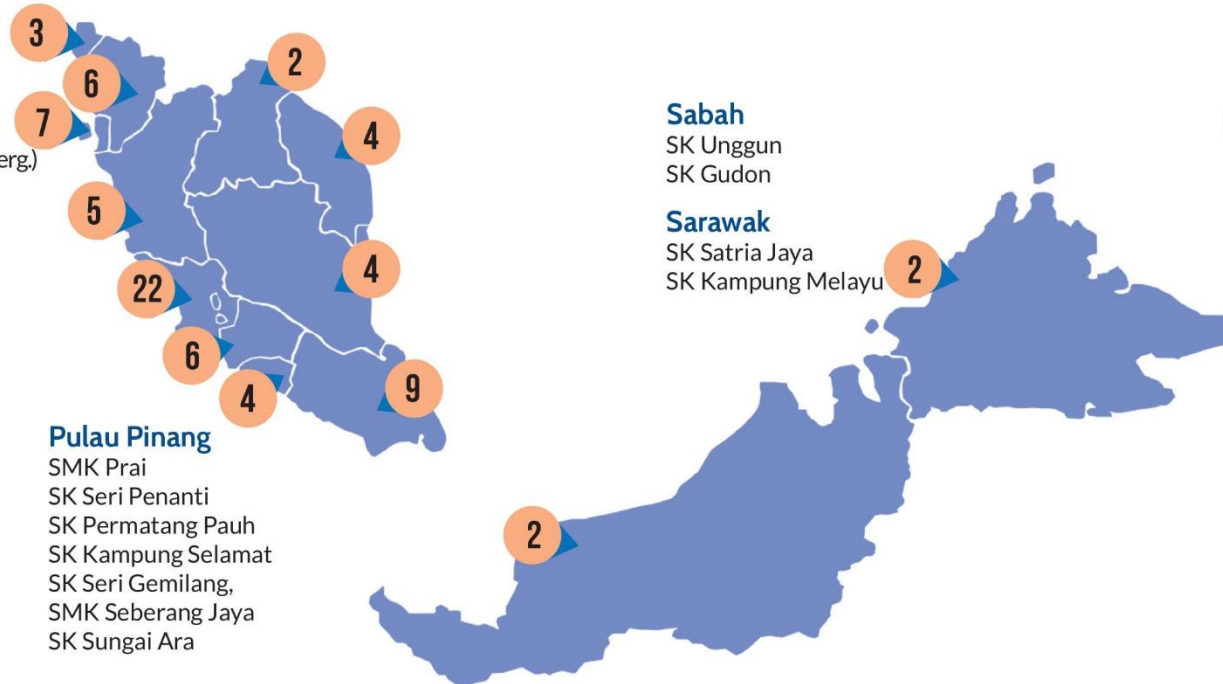 3
6
7
erg.)
5
22
6
4
2
4
4
9
Pulau Pinang
SMK Prai
SK Seri Penanti
SK Permatang Pauh
SK Kampung Selamat
SK Seri Gemilang,
SMK Seberang Jaya
SK Sungai Ara
Sabah
SK Unggun
SK Gudon
Sarawak
SK Satria Jaya
SK Kampung Melayu
2
2